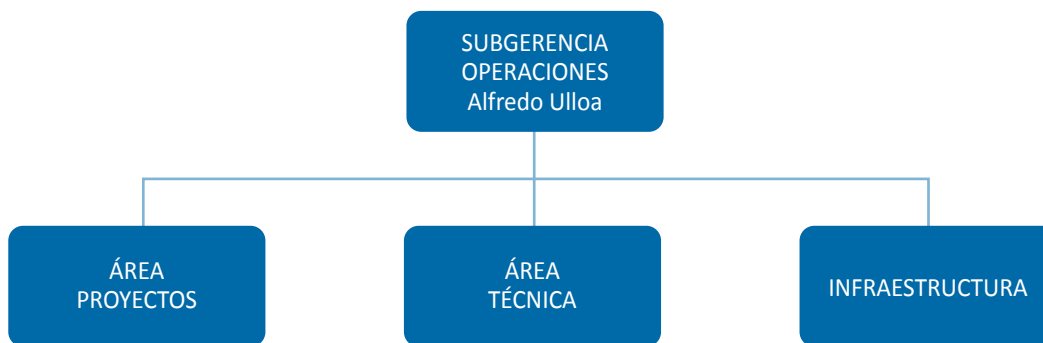 SUBGERENCIA
OPERACIONES
Alfredo Ulloa
ÁREA
PROYECTOS
ÁREA
TÉCNICA
INFRAESTRUCTURA